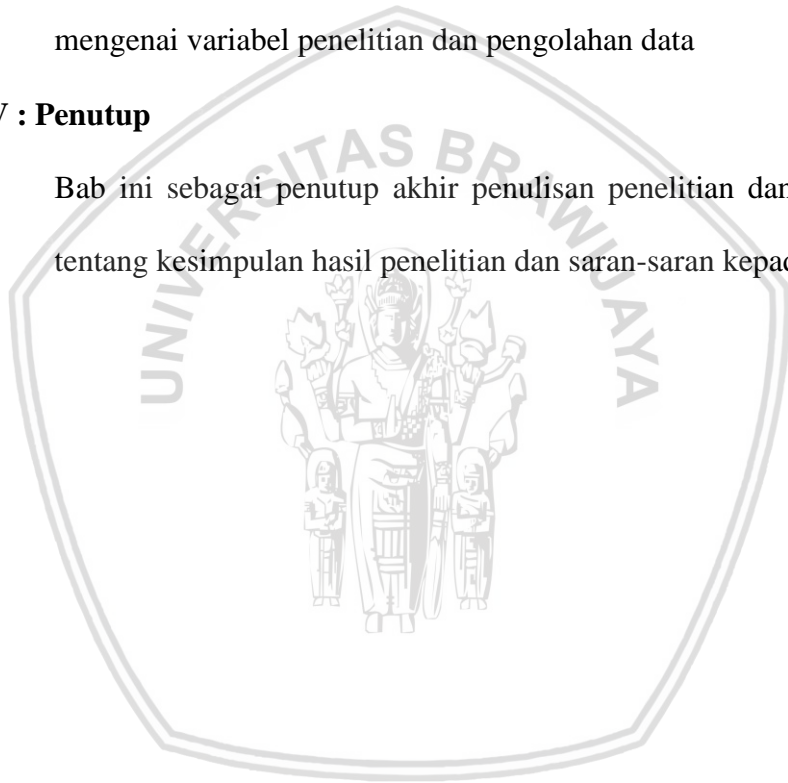 mengenai variabel penelitian dan pengolahan data
: Penutup
UNIVERSITAS BRAWIJAYA
Bab ini sebagai penutup akhir penulisan penelitian dan
tentang kesimpulan hasil penelitian dan saran-saran